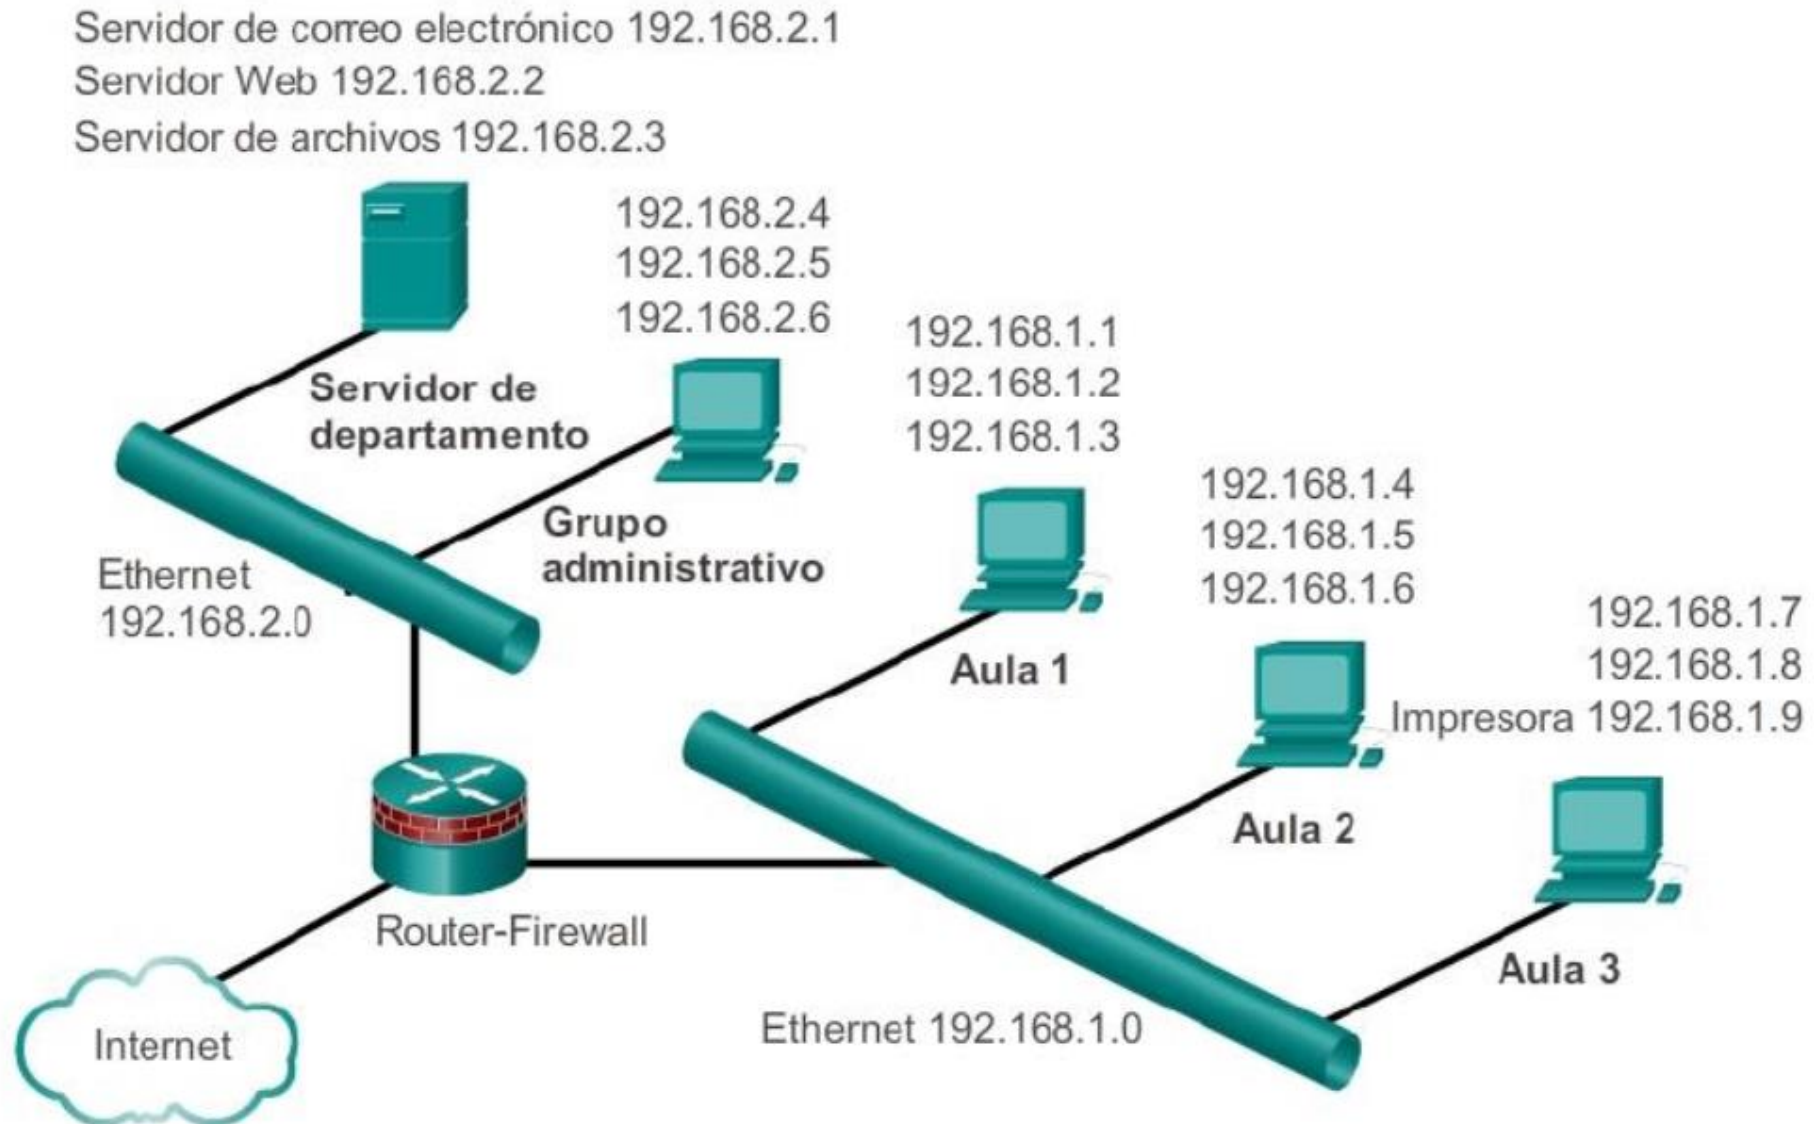 Servidor de correo electrónico 192.168.2.1
Servidor Web 192.168.2.2
Servidor de archivos 192.168.2.3
192.168.2.4
192.168.2.5
192.168.2.6
Servidor de
departamento
Grupo
administrativo
Ethernet
192.168.2.0
192.168.1.1
192.168.1.2
192.168.1.3
Aula 1
192.168.1.4
192.168.1.5
192.168.1.6
Aula 2
192.168.1.7
192.168.1.8
Impresora 192.168.1.9
Aula 3
Router-Firewall
Ethernet 192.168.1.0
Internet